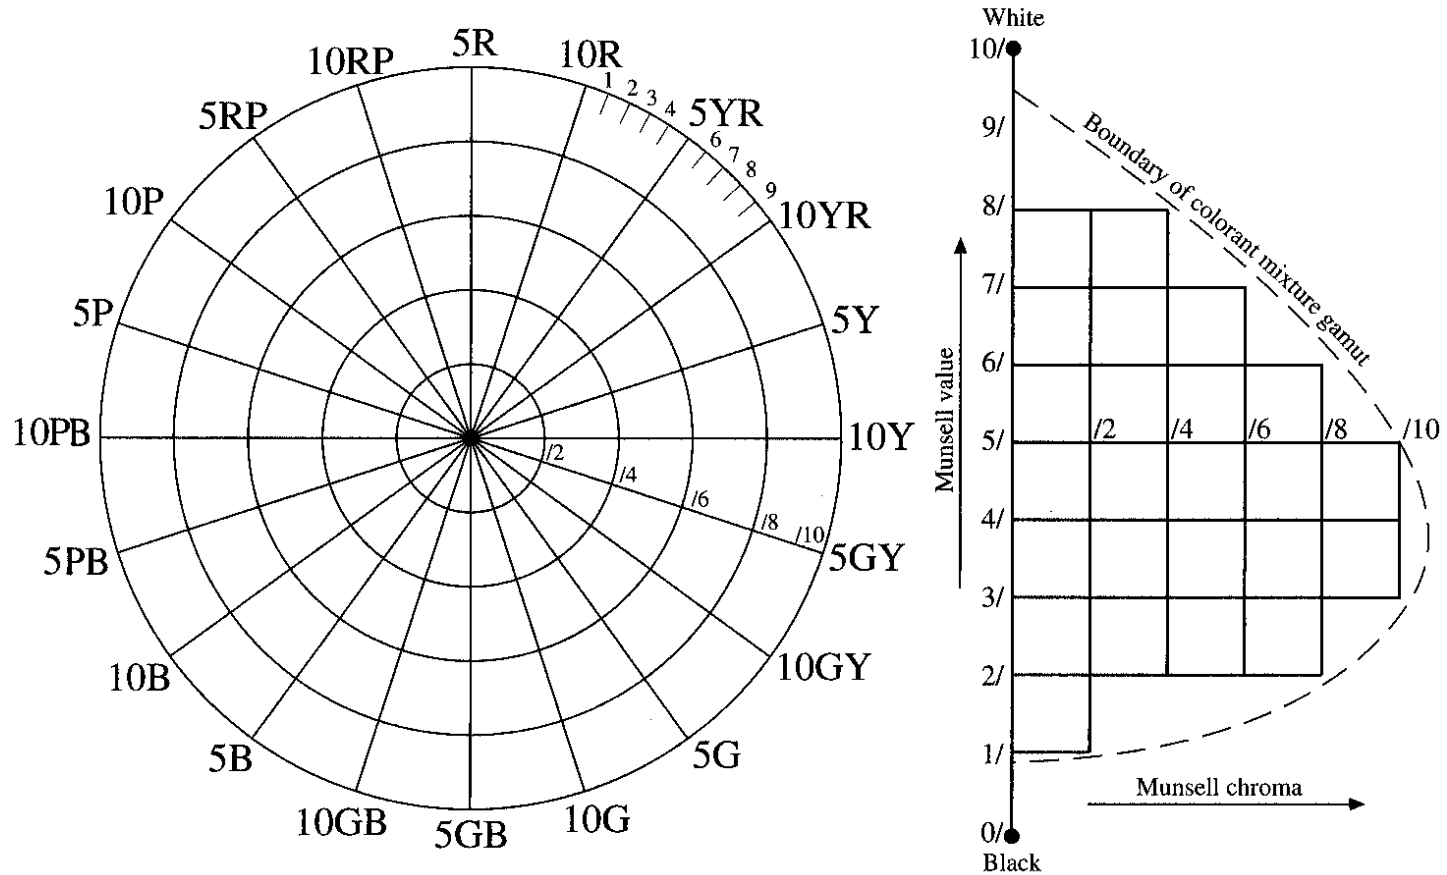 5R
10R
1 2 3 4
5YR
6 7 8 9
10YR
5Y
10Y
5GY
10GY
5G
10G
5GB
10GB
5B
10B
5PB
10PB
5P
10P
5RP
10RP
/2
/4
/6
/8
/10
White
10/
9/
8/
7/
6/
5/
4/
3/
2/
1/
0/
Black
Boundary of colorant mixture gamut
Munsell value
/2 /4 /6 /8 /10
Munsell chroma